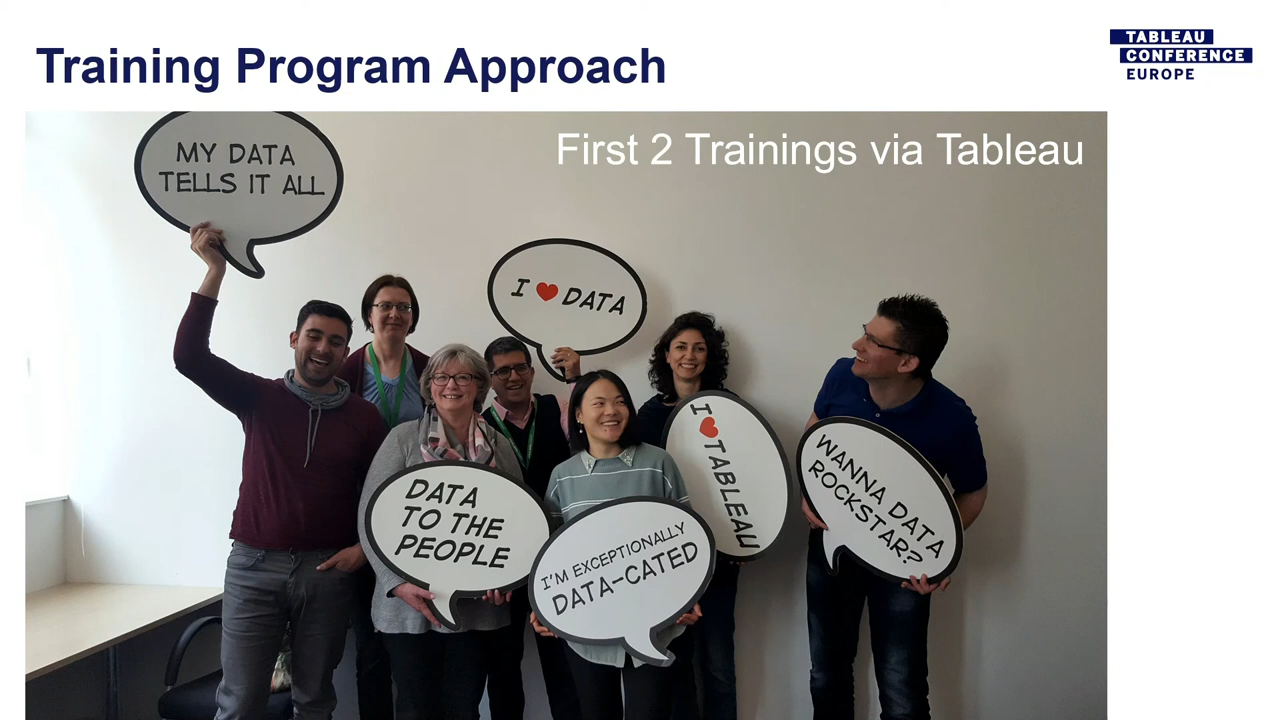 Training Program Approach
TABLEAU
CONFERENCE
EUROPE
First 2 Trainings via Tableau
MY DATA
TELLS IT ALL
I ❤ DATA
I ❤ TABLEAU
WANNA DATA
ROCKSTAR?
DATA
TO THE
PEOPLE
I'M EXCEPTIONALLY
DATA-CATED